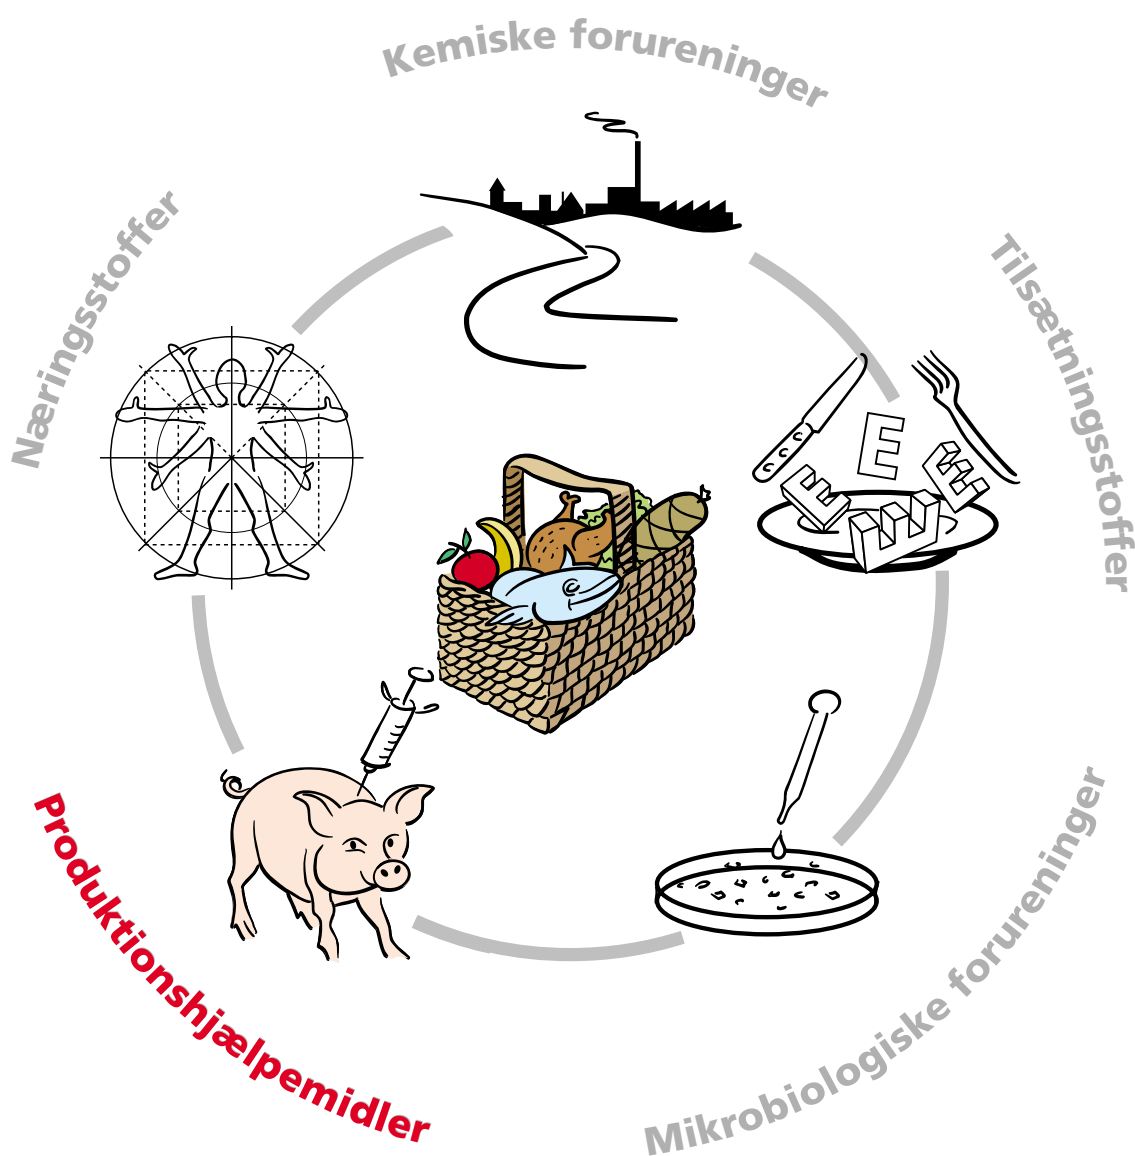 Kemiske forureninger
Tilsætningsstoffer
E
E
E
E
Mikrobiologiske forureninger
Produktionshjælpemidler
Næringsstoffer